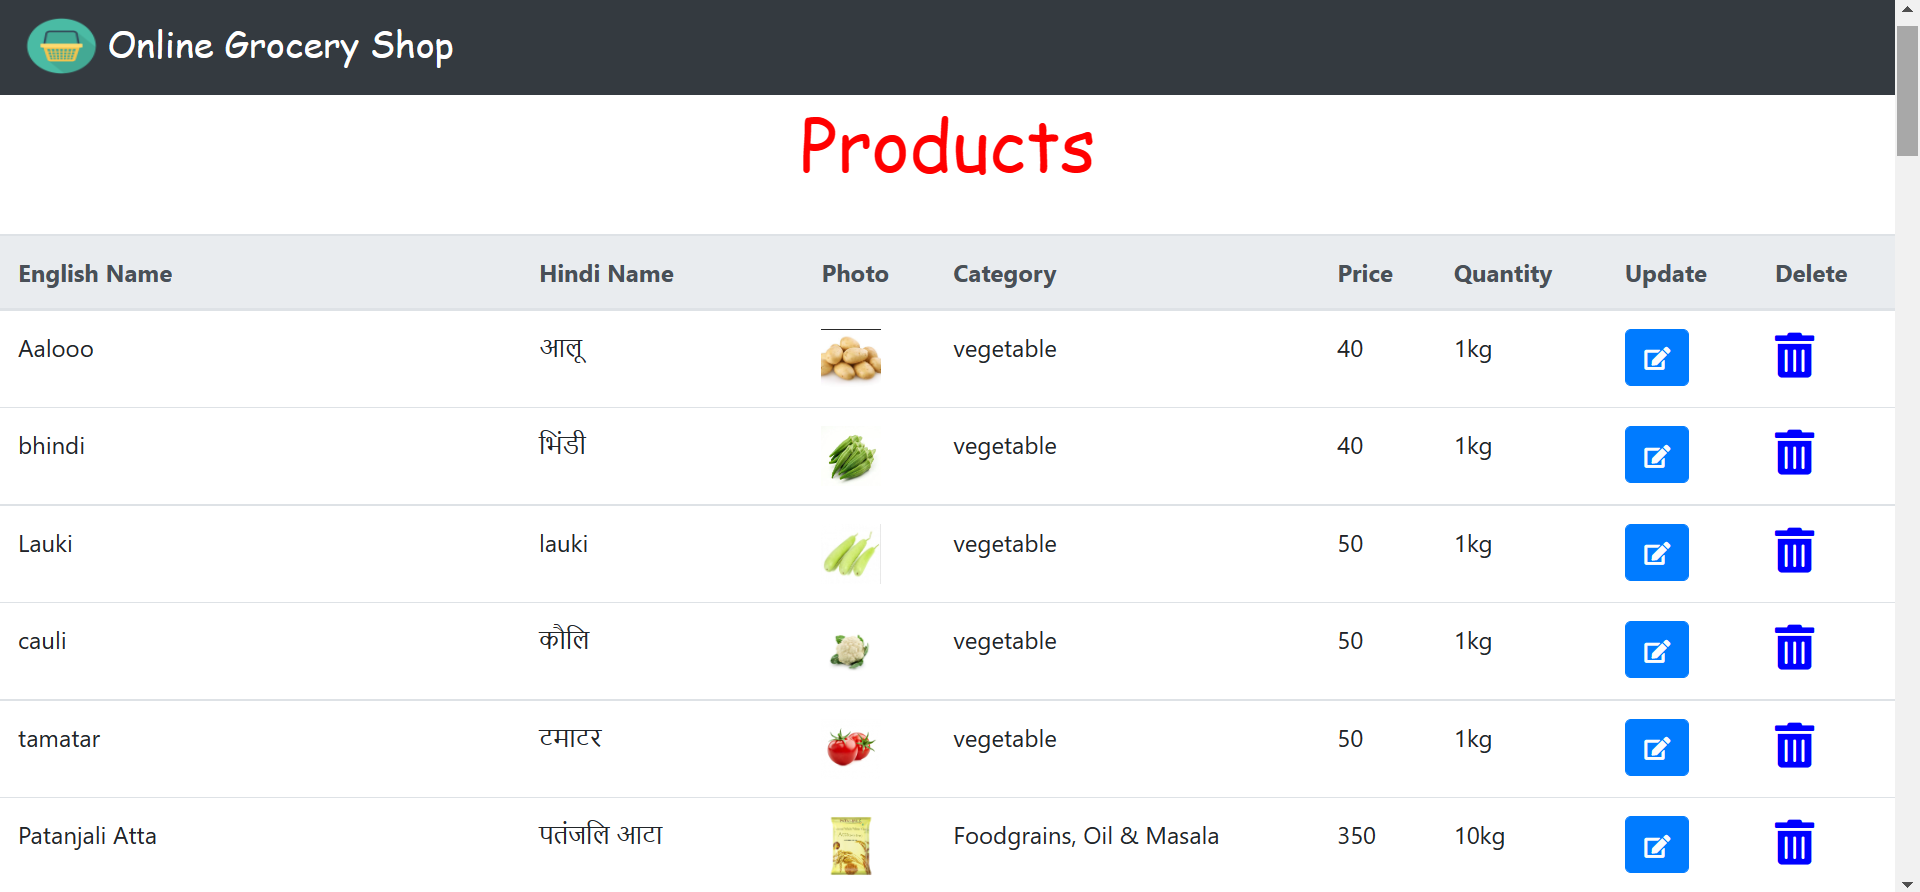 Online Grocery Shop
Products
English Name Hindi Name Photo Category Price Quantity Update Delete
Aalooo आलू vegetable 40 1kg
bhindi भिंडी vegetable 40 1kg
Lauki lauki vegetable 50 1kg
cauli कौलि vegetable 50 1kg
tamatar टमाटर vegetable 50 1kg
Patanjali Atta पतंजलि आटा Foodgrains, Oil & Masala 350 10kg